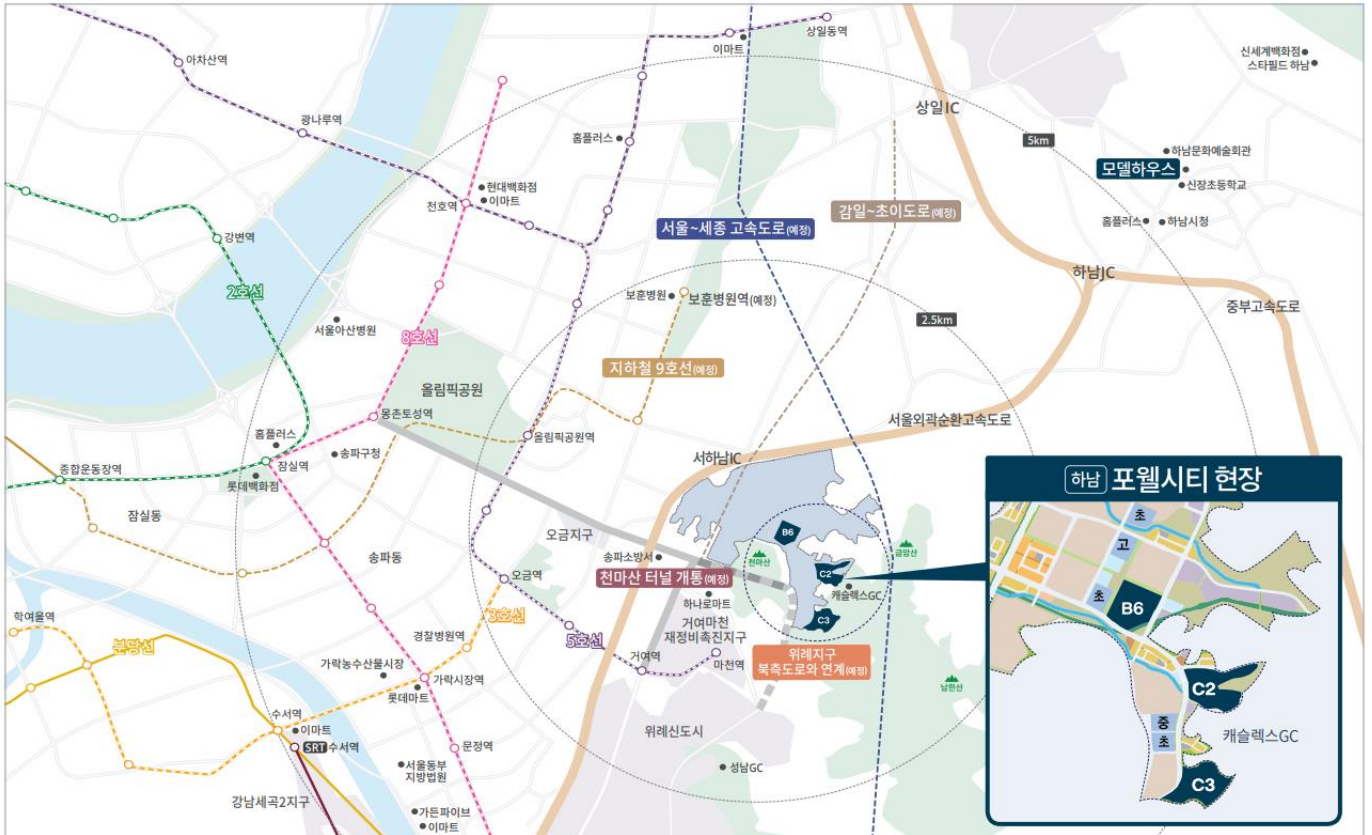 상일동역
이마트
신세계백화점
스타필드 하남
아차산역
상일IC
광나루역
홈플러스
5km
하남문화예술회관
모델하우스
신장초등학교
현대백화점
이마트
천호역
감일~초이도로(예정)
서울~세종 고속도로(예정)
홈플러스
하남시청
강변역
하남JC
2호선
보훈병원
보훈병원역(예정)
중부고속도로
서울아산병원
8호선
2.5km
지하철 9호선(예정)
올림픽공원
몽촌토성역
서울외곽순환고속도로
홈플러스
올림픽공원역
송파구청
잠실역
서하남IC
종합운동장역
롯데백화점
하남 포웰시티 현장
초
고
초
B6
C2
중
초
캐슬렉스GC
C3
잠실동
오금지구
B6
송파동
송파소방서
천마산
금암산
천마산 터널 개통(예정)
C2
오금역
캐슬렉스GC
하나로마트
학여울역
3호선
거여마천
재정비촉진지구
C3
분당선
경찰병원역
5호선
거여역
마천역
위례지구
북측도로와 연계(예정)
가락농수산물시장
가락시장역
롯데마트
남한산
수서역
이마트
SRT 수서역
문정역
위례신도시
서울동부
지방법원
성남GC
강남세곡2지구
가든파이브
이마트